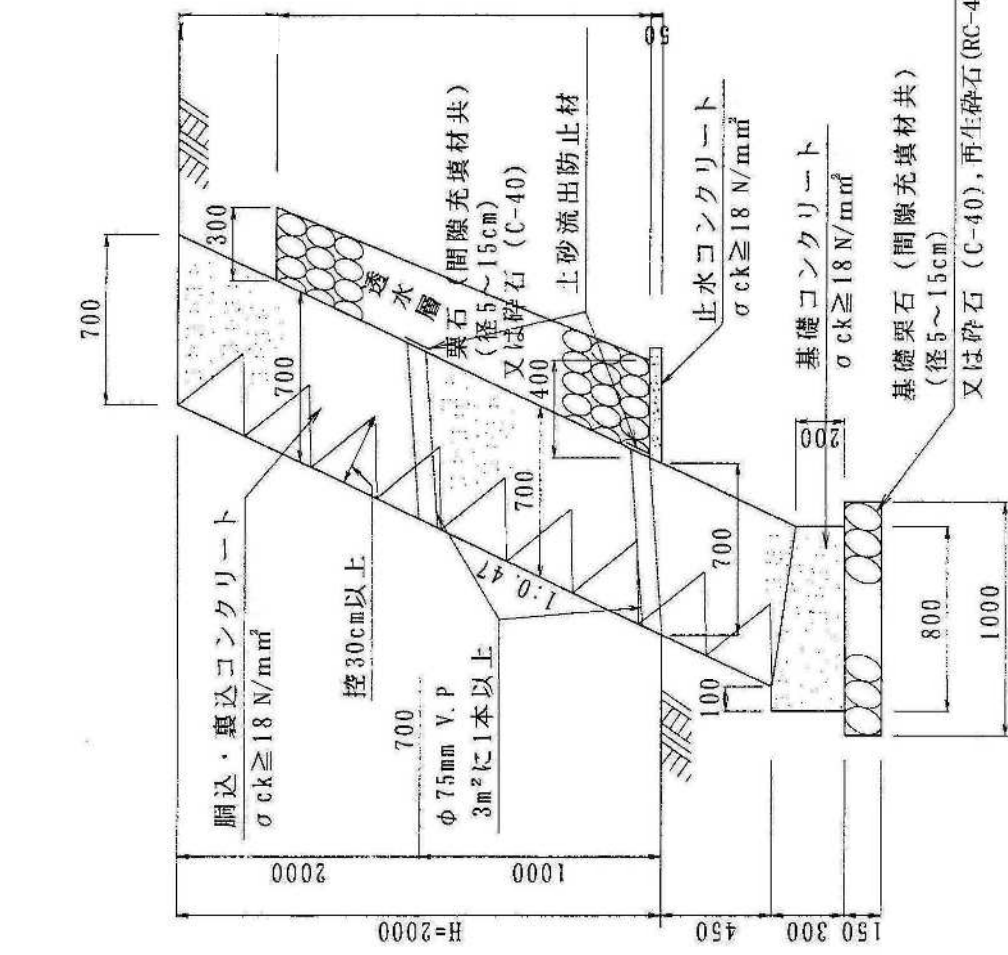 700
300
50
透水層
栗石 (間隙充填材共)
(径5~15cm)
又は砕石 (C-40)
土砂流出防止材
止水コンクリート
σck≧18 N/mm²
基礎コンクリート
σck≧18N/mm²
基礎栗石 (間隙充填材共)
(径5~15cm)
又は砕石 (C-40), 再生砕石(RC-4
700
400
700
1:0.47
700
200
胴込・裏込コンクリート
σck≧18 N/mm²
控30cm以上
700
φ75mm V.P
3m²に1本以上
100
800
1000
2000
1000
H=2000
450
300
150